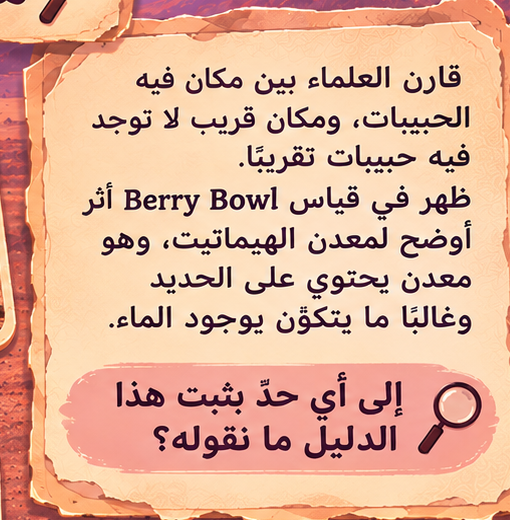 قارن العلماء بين مكان فيه
الحبيبات، ومكان قريب لا توجد
فيه حبيبات تقريبًا.
ظهر في قياس Berry Bowl أثر
أوضح لمعدن الهيماتيت، وهو
معدن يحتوي على الحديد
وغالبًا ما يتكوّن يوجود الماء.
إلى أي حدّ بثبت هذا
الدليل ما نقوله؟